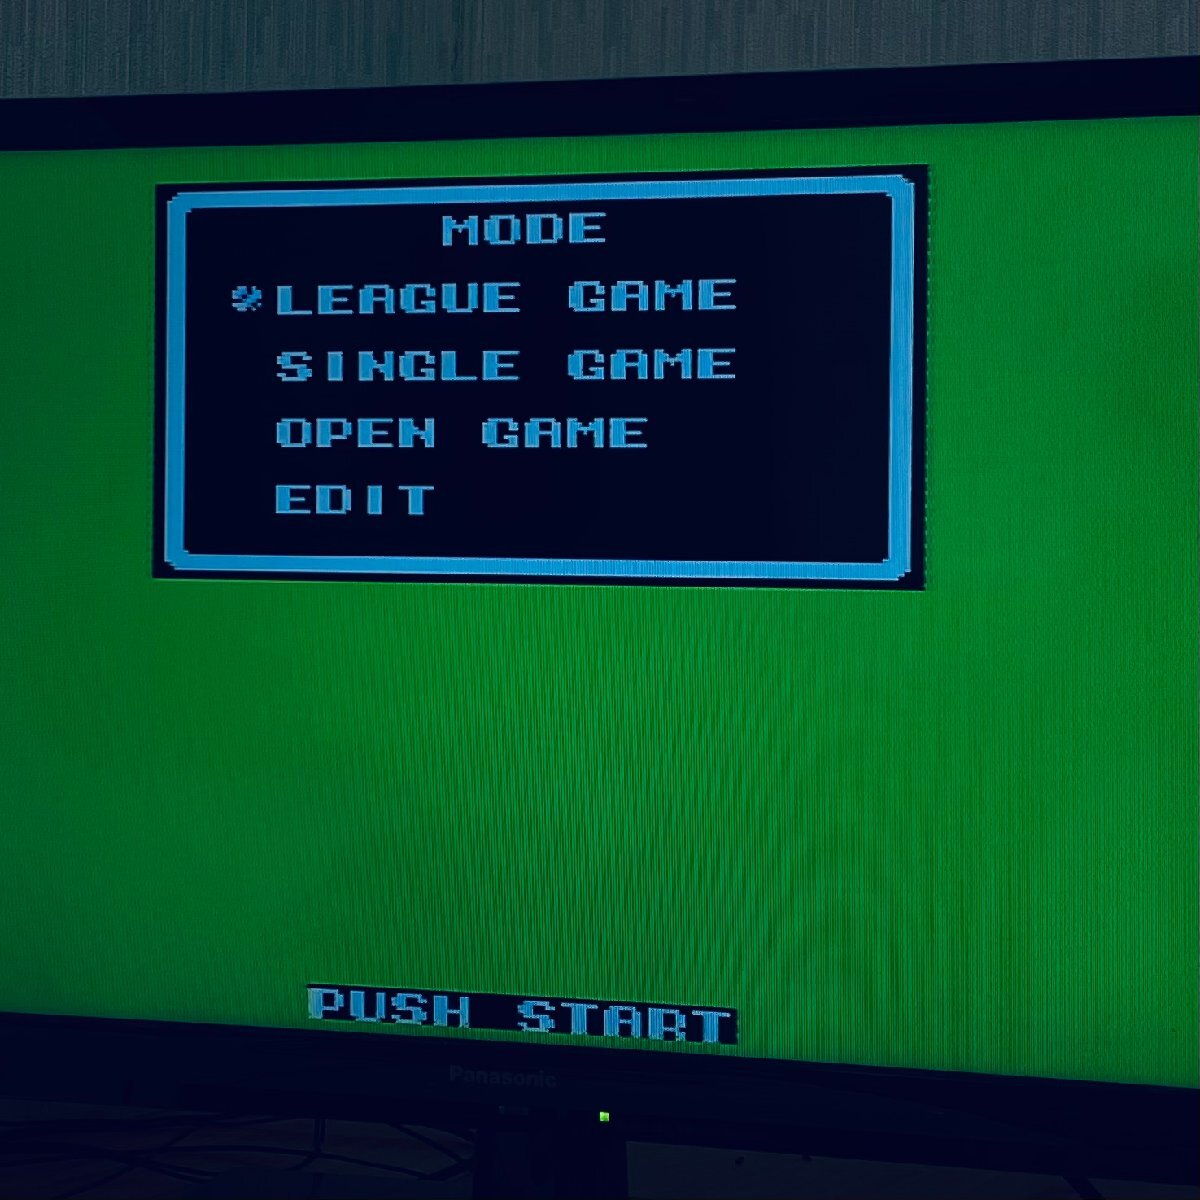 MODE
LEAGUE GAME
SINGLE GAME
OPEN GAME
EDIT
PUSH START
Panasonic